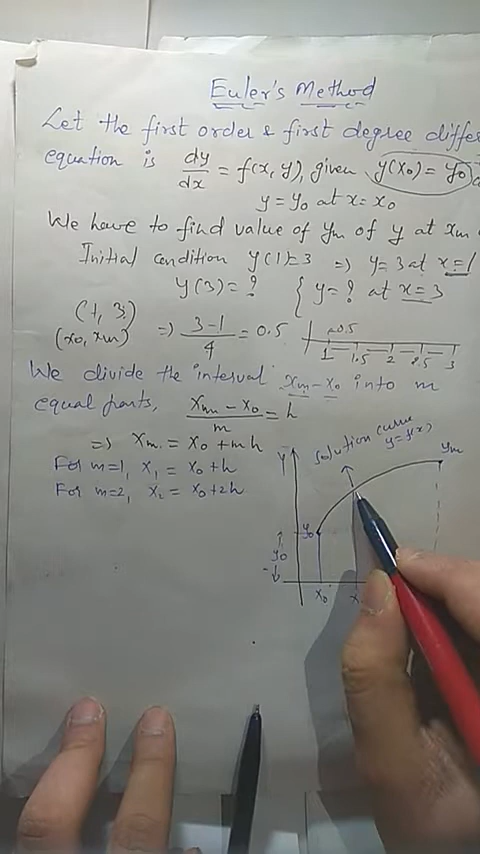 Euler's Method
Let the first order & first degree diffe
equation is dy/dx = f(x, y), given y(x₀) = y₀
y = y₀ at x = x₀
We have to find value of yₘ of y at xₘ
Initial condition y(1)=3 => y=3 at x=1
y(3)=? { y=? at x=3
(1, 3)
(x₀, xₘ) => (3-1)/4 = 0.5
0.5
1 1.5 2 2.5 3
We divide the interval xₘ-x₀ into m
equal parts, (xₘ-x₀)/m = h
=> xₘ = x₀ + mh
For m=1, x₁ = x₀+h
For m=2, x₂ = x₀+2h
Y
solution curve
y=f(x)
yₘ
y₀
y₀
x₀